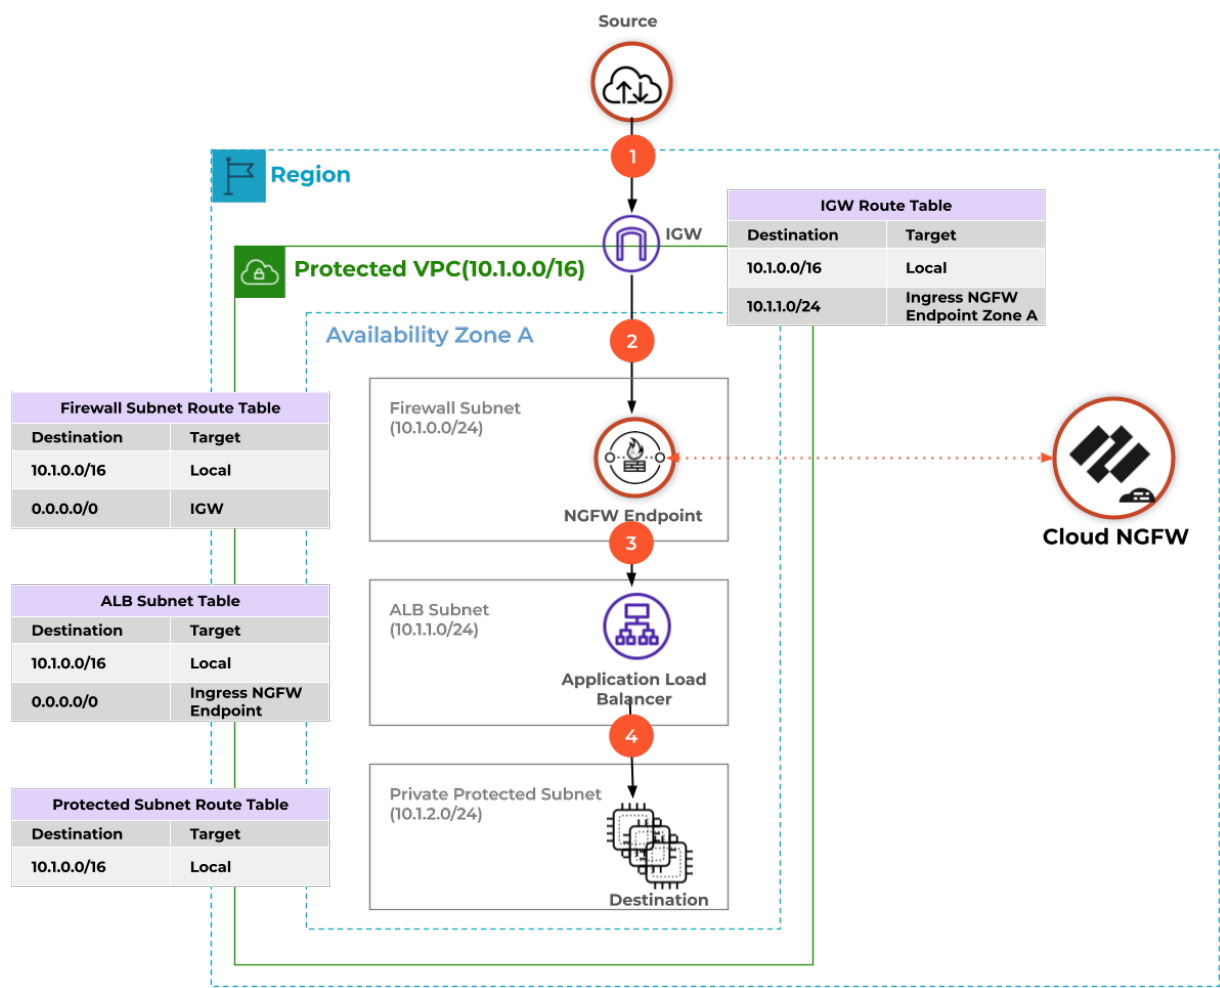 Source
1
Region
IGW
IGW Route Table
Destination Target
10.1.0.0/16 Local
10.1.1.0/24 Ingress NGFW
Endpoint Zone A
Protected VPC(10.1.0.0/16)
Availability Zone A
2
Firewall Subnet Route Table
Destination Target
10.1.0.0/16 Local
0.0.0.0/0 IGW
Firewall Subnet
(10.1.0.0/24)
NGFW Endpoint
Cloud NGFW
3
ALB Subnet Table
Destination Target
10.1.0.0/16 Local
0.0.0.0/0 Ingress NGFW
Endpoint
ALB Subnet
(10.1.1.0/24)
Application Load
Balancer
4
Protected Subnet Route Table
Destination Target
10.1.0.0/16 Local
Private Protected Subnet
(10.1.2.0/24)
Destination